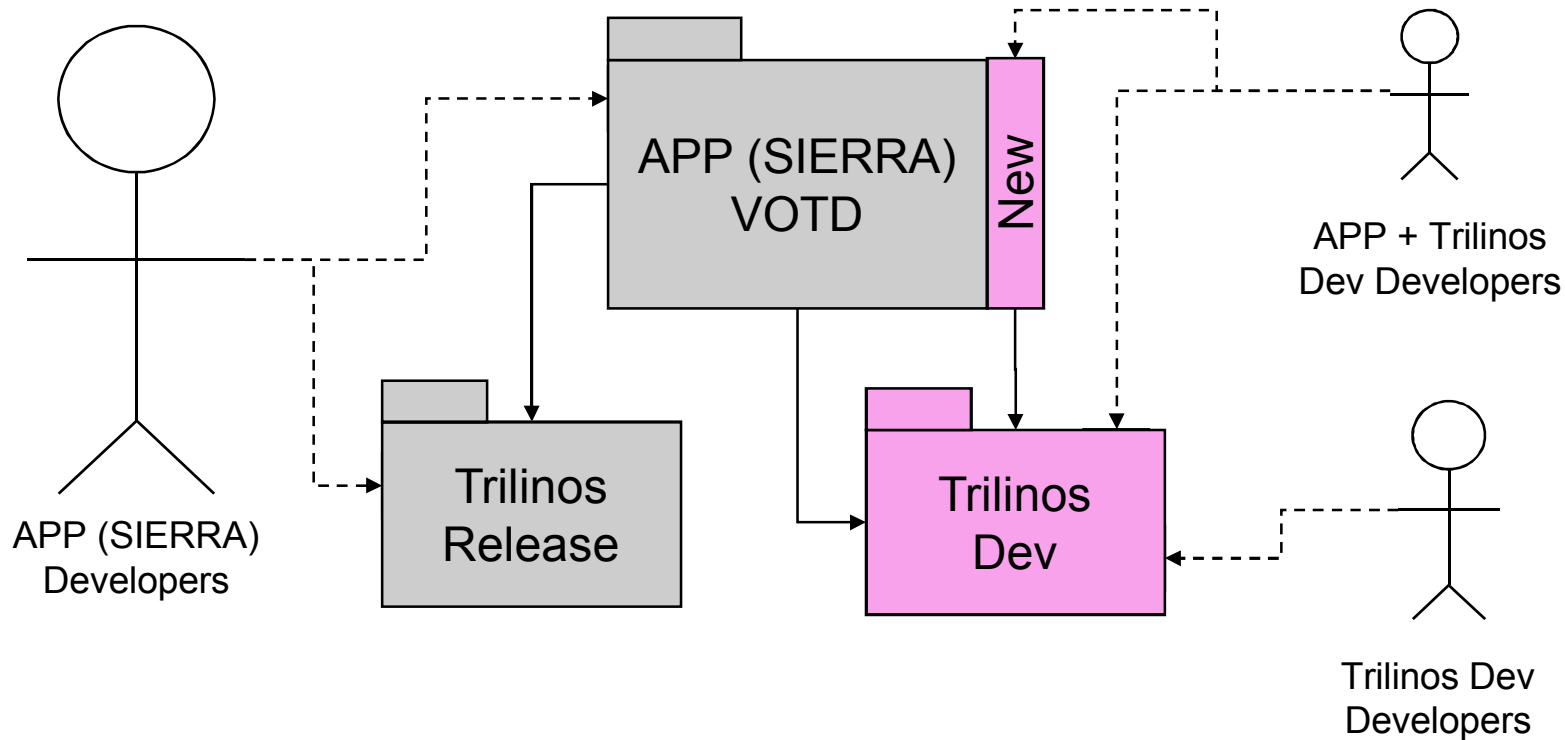 APP (SIERRA)
VOTD
New
APP + Trilinos
Dev Developers
APP (SIERRA)
Developers
Trilinos
Release
Trilinos
Dev
Trilinos Dev
Developers